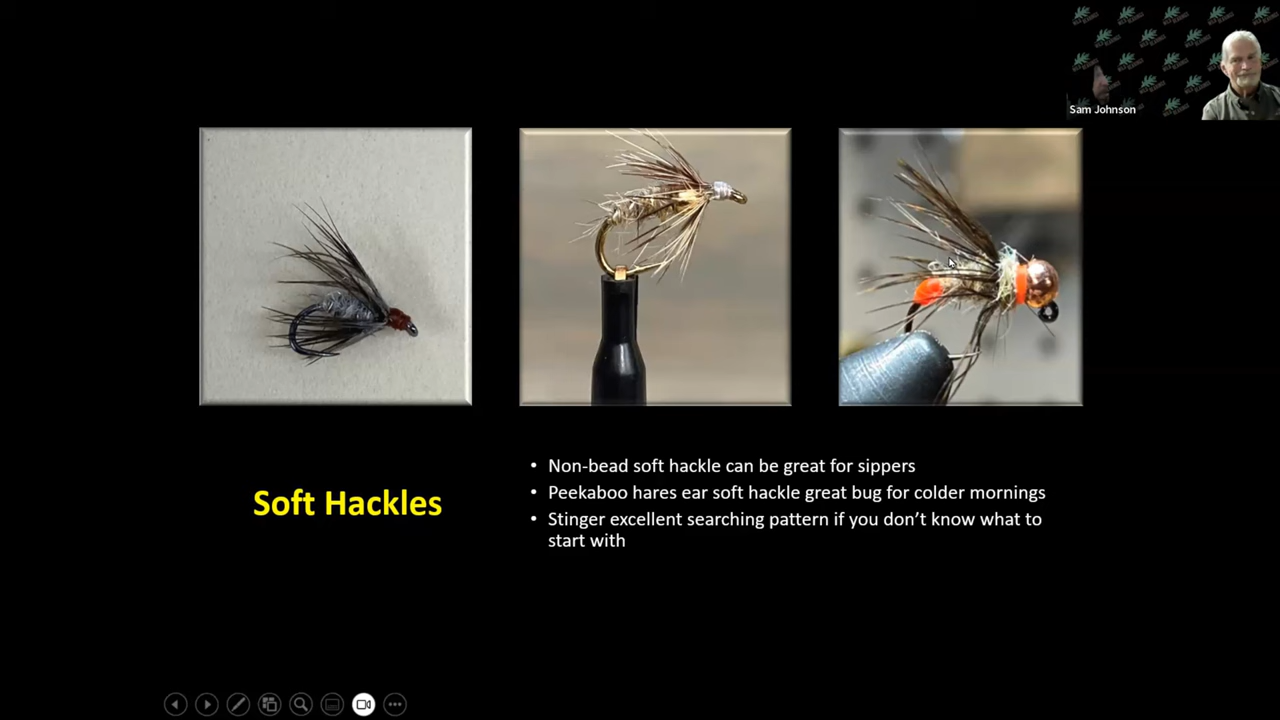 Sam Johnson
Soft Hackles
• Non-bead soft hackle can be great for sippers
• Peekaboo hares ear soft hackle great bug for colder mornings
• Stinger excellent searching pattern if you don’t know what to
start with